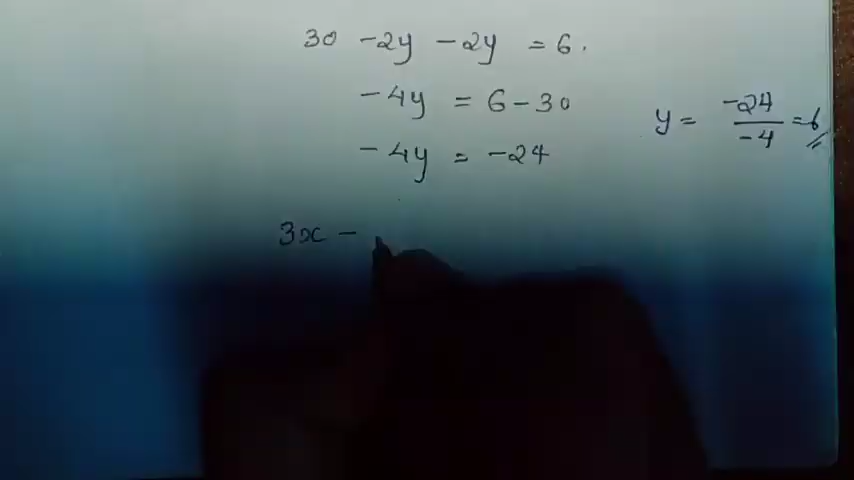 30 -2y -2y = 6.
-4y = 6-30
-4y = -24
y = -24/-4 = 6
3x -